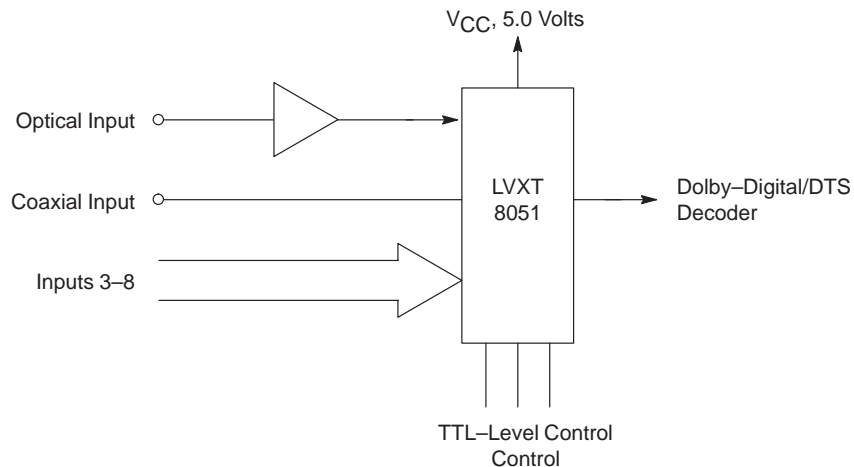 V_CC, 5.0 Volts
Optical Input
LVXT
8051
Coaxial Input
Dolby–Digital/DTS
Decoder
Inputs 3–8
TTL–Level Control
Control